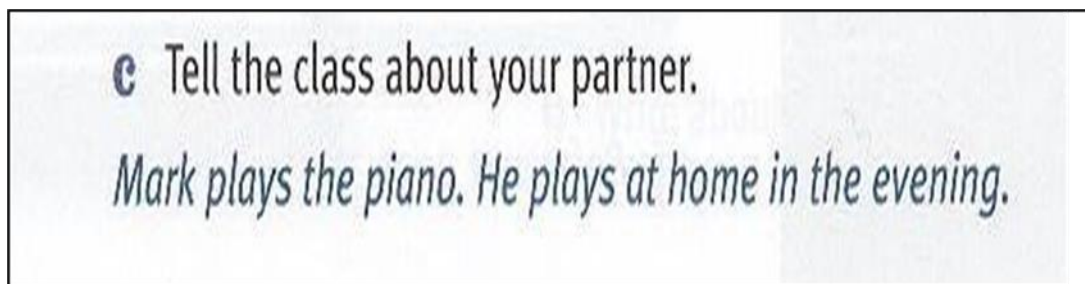 c Tell the class about your partner.
Mark plays the piano. He plays at home in the evening.